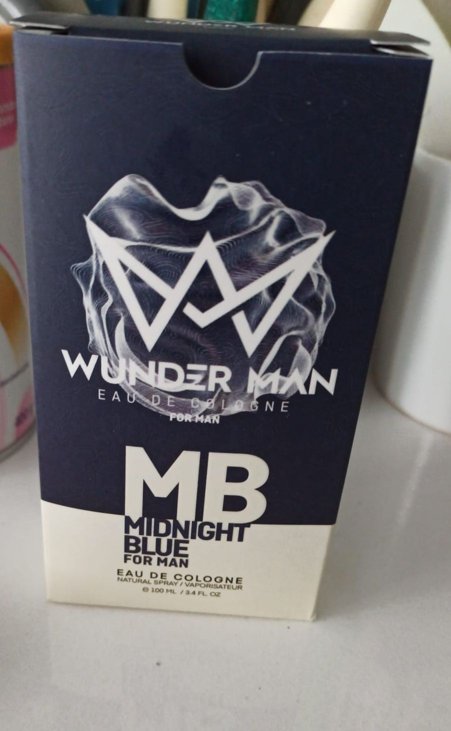 WUNDER MAN
EAU DE COLOGNE
FOR MAN
MB
MIDNIGHT
BLUE
FOR MAN
EAU DE COLOGNE
NATURAL SPRAY / VAPORISATEUR
℮ 100 ML. / 3.4 FL. OZ